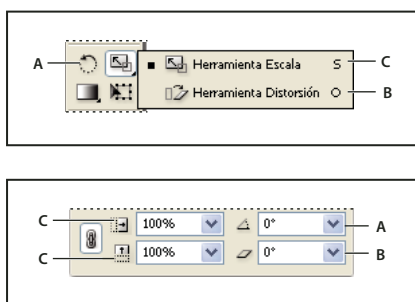 A
Herramienta Escala S C
Herramienta Distorsión O B
C 100% 0° A
C 100% 0° B